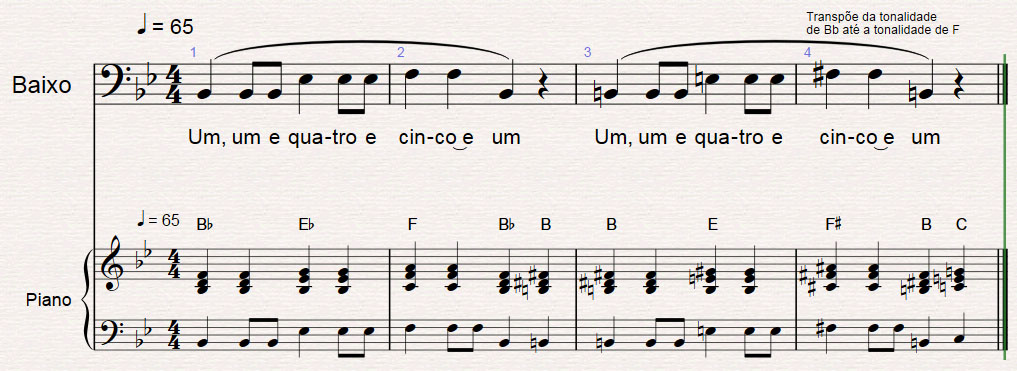 Transpõe da tonalidade
de Bb até a tonalidade de F
♩ = 65
1 2 3 4
Baixo
Um, um e qua-tro e cin-co‿e um Um, um e qua-tro e cin-co‿e um
♩ = 65
B♭ E♭ F B♭ B B E F# B C
Piano